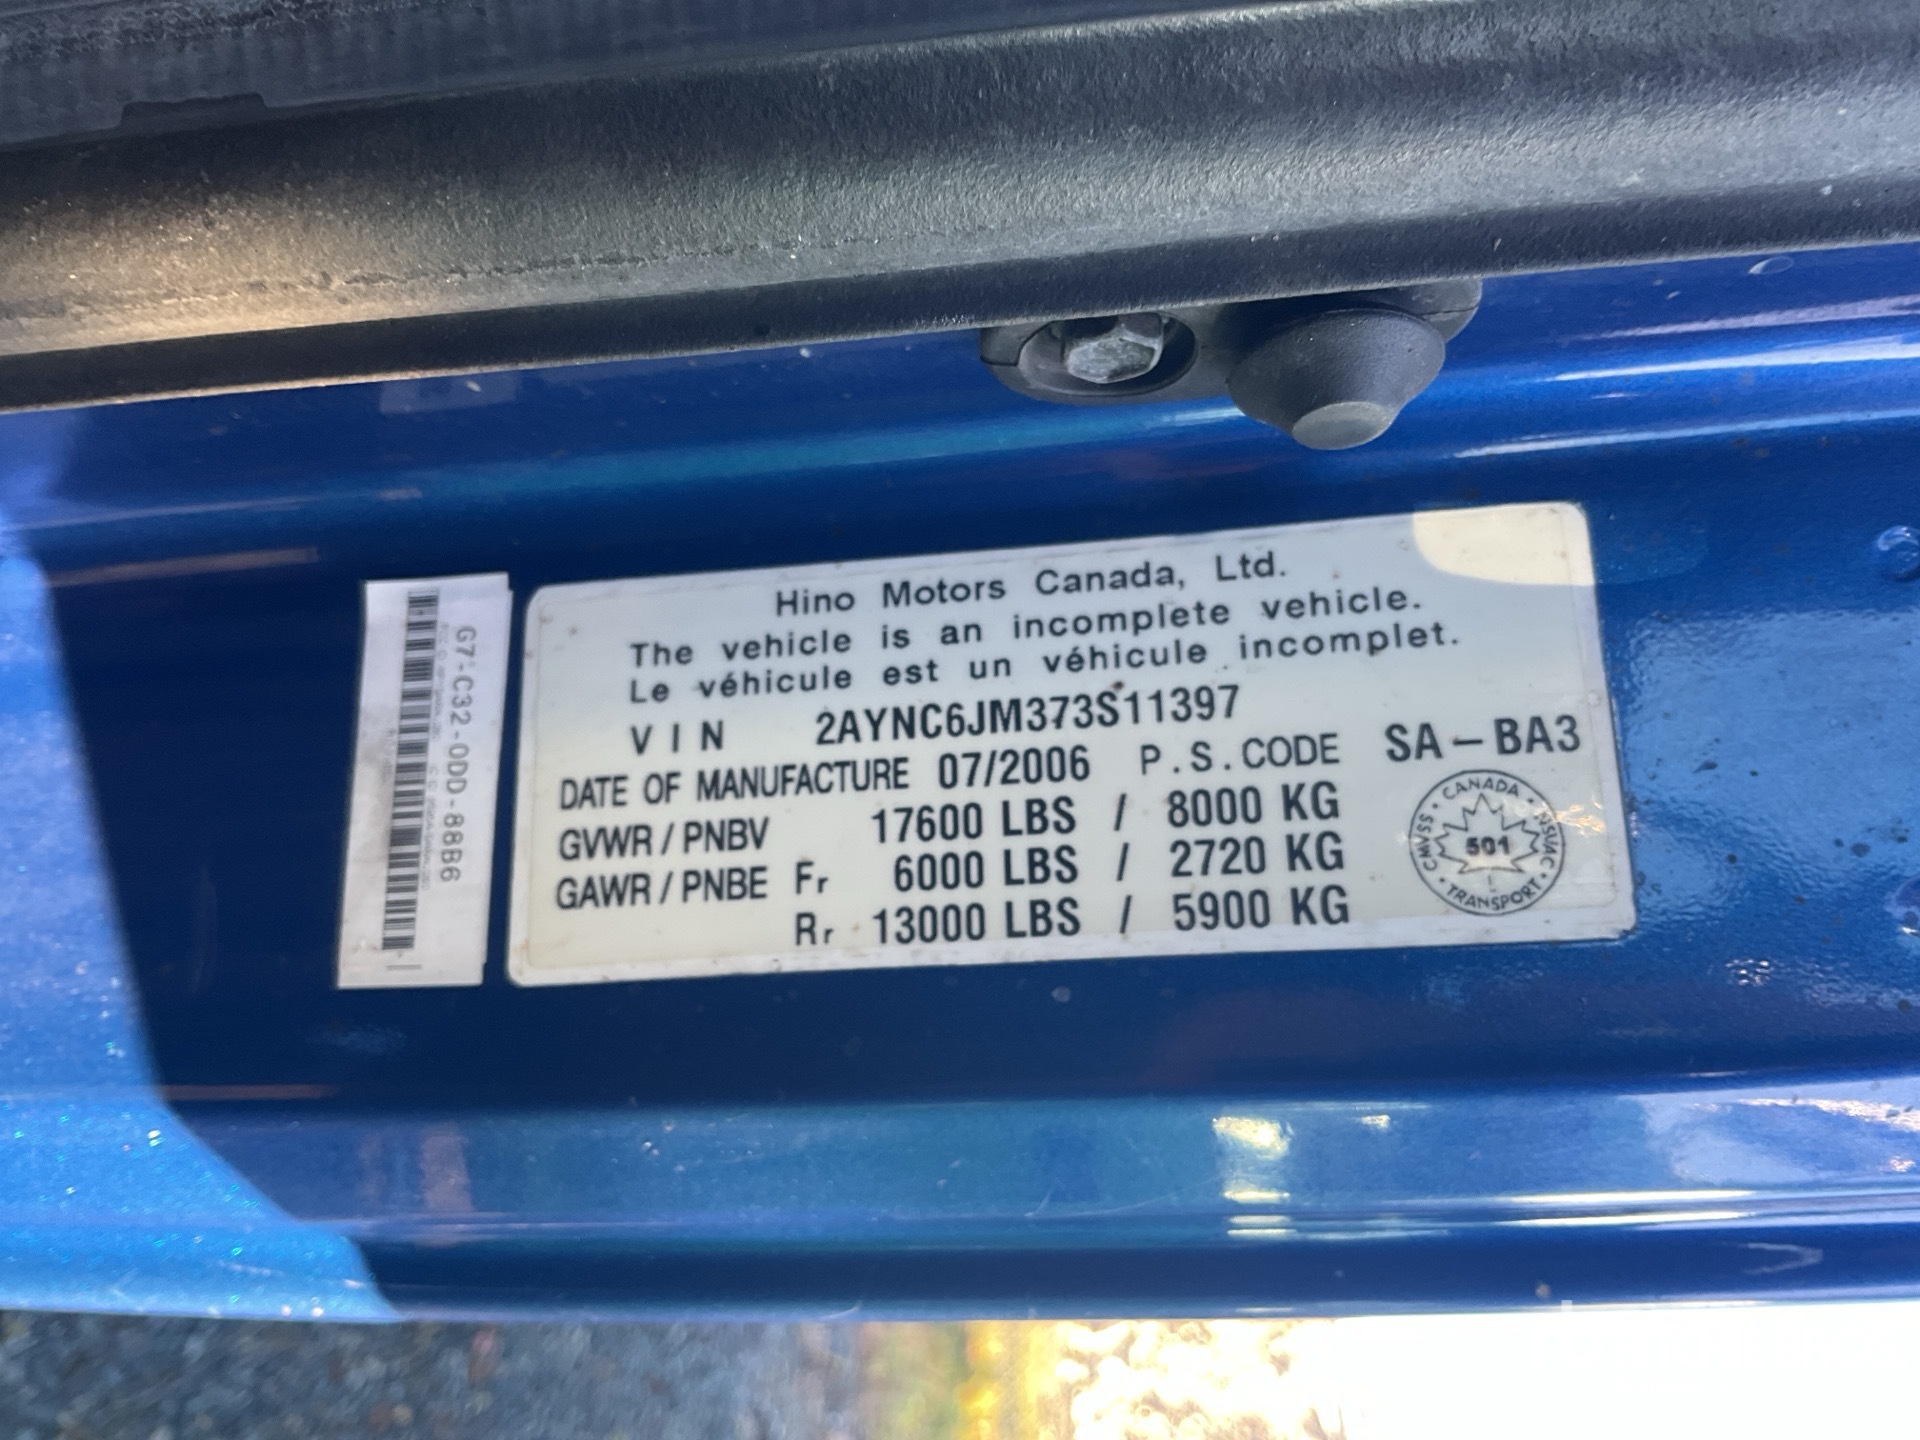 Hino Motors Canada, Ltd.
The vehicle is an incomplete vehicle.
Le véhicule est un véhicule incomplet.
VIN 2AYNC6JM373S11397
DATE OF MANUFACTURE 07/2006 P.S.CODE SA-BA3
GVWR/PNBV 17600 LBS / 8000 KG
GAWR/PNBE Fr 6000 LBS / 2720 KG
Rr 13000 LBS / 5900 KG
CANADA
NSVAC
TRANSPORT
CMVSS
501
G7-C32-0DD-88B6